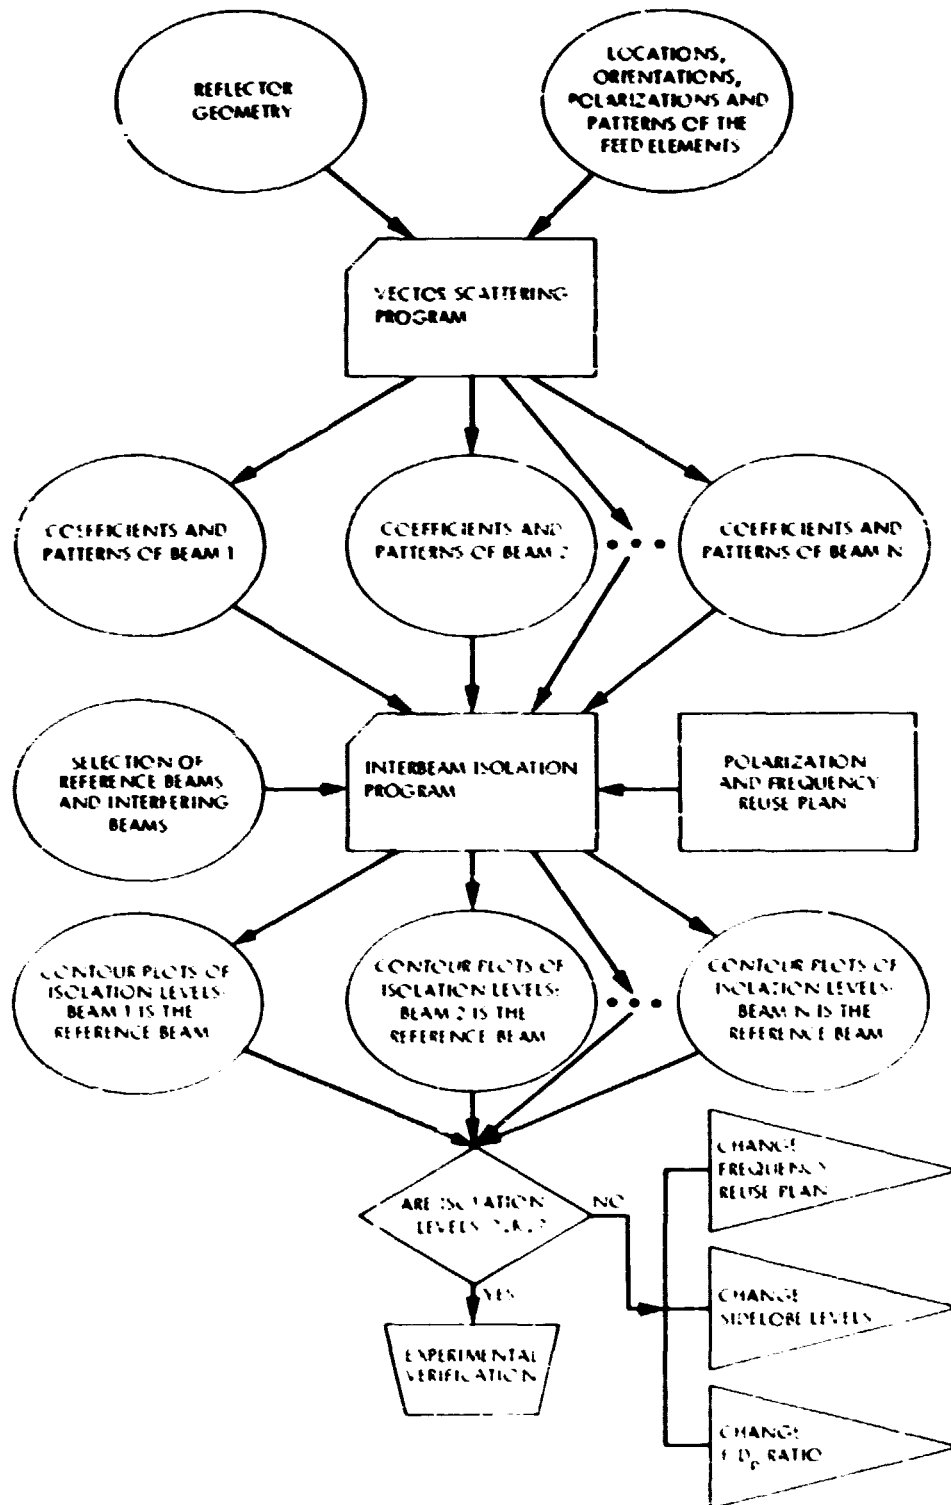 REFLECTOR
GEOMETRY
LOCATIONS,
ORIENTATIONS,
POLARIZATIONS AND
PATTERNS OF THE
FEED ELEMENTS
VECTOR SCATTERING
PROGRAM
COEFFICIENTS AND
PATTERNS OF BEAM 1
COEFFICIENTS AND
PATTERNS OF BEAM 2
• • •
COEFFICIENTS AND
PATTERNS OF BEAM N
SELECTION OF
REFERENCE BEAMS
AND INTERFERING
BEAMS
INTERBEAM ISOLATION
PROGRAM
POLARIZATION
AND FREQUENCY
REUSE PLAN
CONTOUR PLOTS OF
ISOLATION LEVELS:
BEAM 1 IS THE
REFERENCE BEAM
CONTOUR PLOTS OF
ISOLATION LEVELS:
BEAM 2 IS THE
REFERENCE BEAM
• • •
CONTOUR PLOTS OF
ISOLATION LEVELS:
BEAM N IS THE
REFERENCE BEAM
ARE ISOLATION
LEVELS O.K.?
NO
YES
EXPERIMENTAL
VERIFICATION
CHANGE
FREQUENCY
REUSE PLAN
CHANGE
SIDELOBE LEVELS
CHANGE
F/Dp RATIO